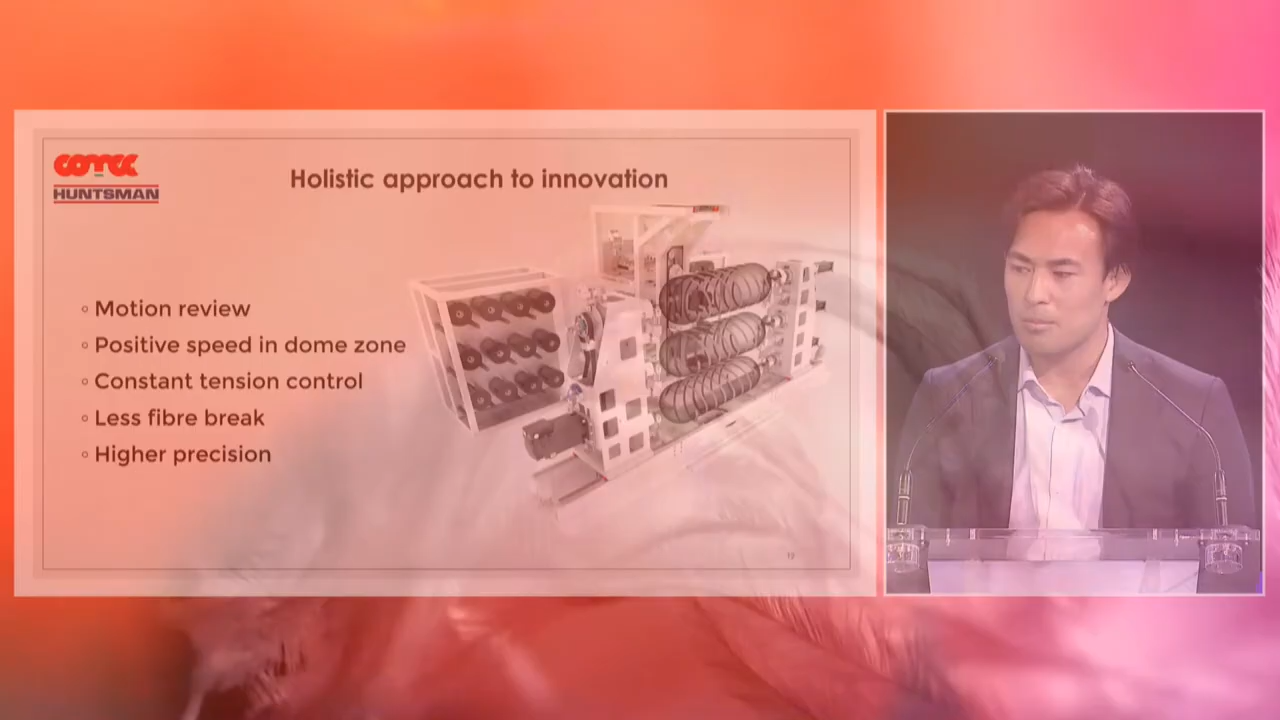 HUNTSMAN
Holistic approach to innovation
Motion review
Positive speed in dome zone
Constant tension control
Less fibre break
Higher precision